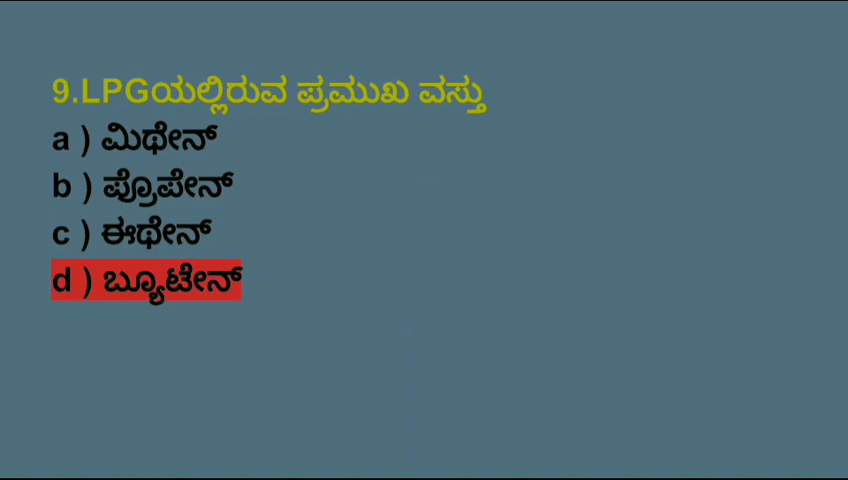 9.LPGಯಲ್ಲಿರುವ ಪ್ರಮುಖ ವಸ್ತು
a ) ಮಿಥೇನ್
b ) ಪ್ರೊಪೇನ್
c ) ಈಥೇನ್
d ) ಬ್ಯೂಟೇನ್